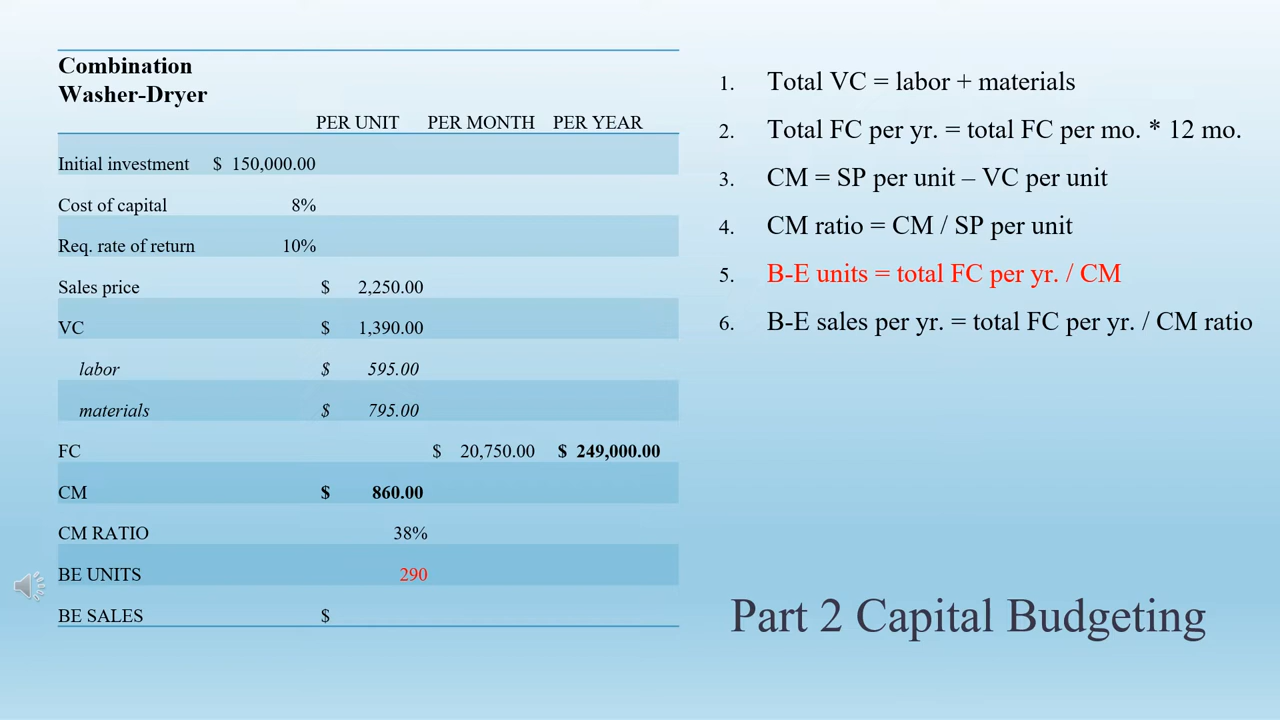 Combination
Washer-Dryer
PER UNIT PER MONTH PER YEAR
Initial investment $ 150,000.00
Cost of capital 8%
Req. rate of return 10%
Sales price $ 2,250.00
VC $ 1,390.00
labor $ 595.00
materials $ 795.00
FC $ 20,750.00 $ 249,000.00
CM $ 860.00
CM RATIO 38%
BE UNITS 290
BE SALES $
1. Total VC = labor + materials
2. Total FC per yr. = total FC per mo. * 12 mo.
3. CM = SP per unit – VC per unit
4. CM ratio = CM / SP per unit
5. B-E units = total FC per yr. / CM
6. B-E sales per yr. = total FC per yr. / CM ratio
Part 2 Capital Budgeting